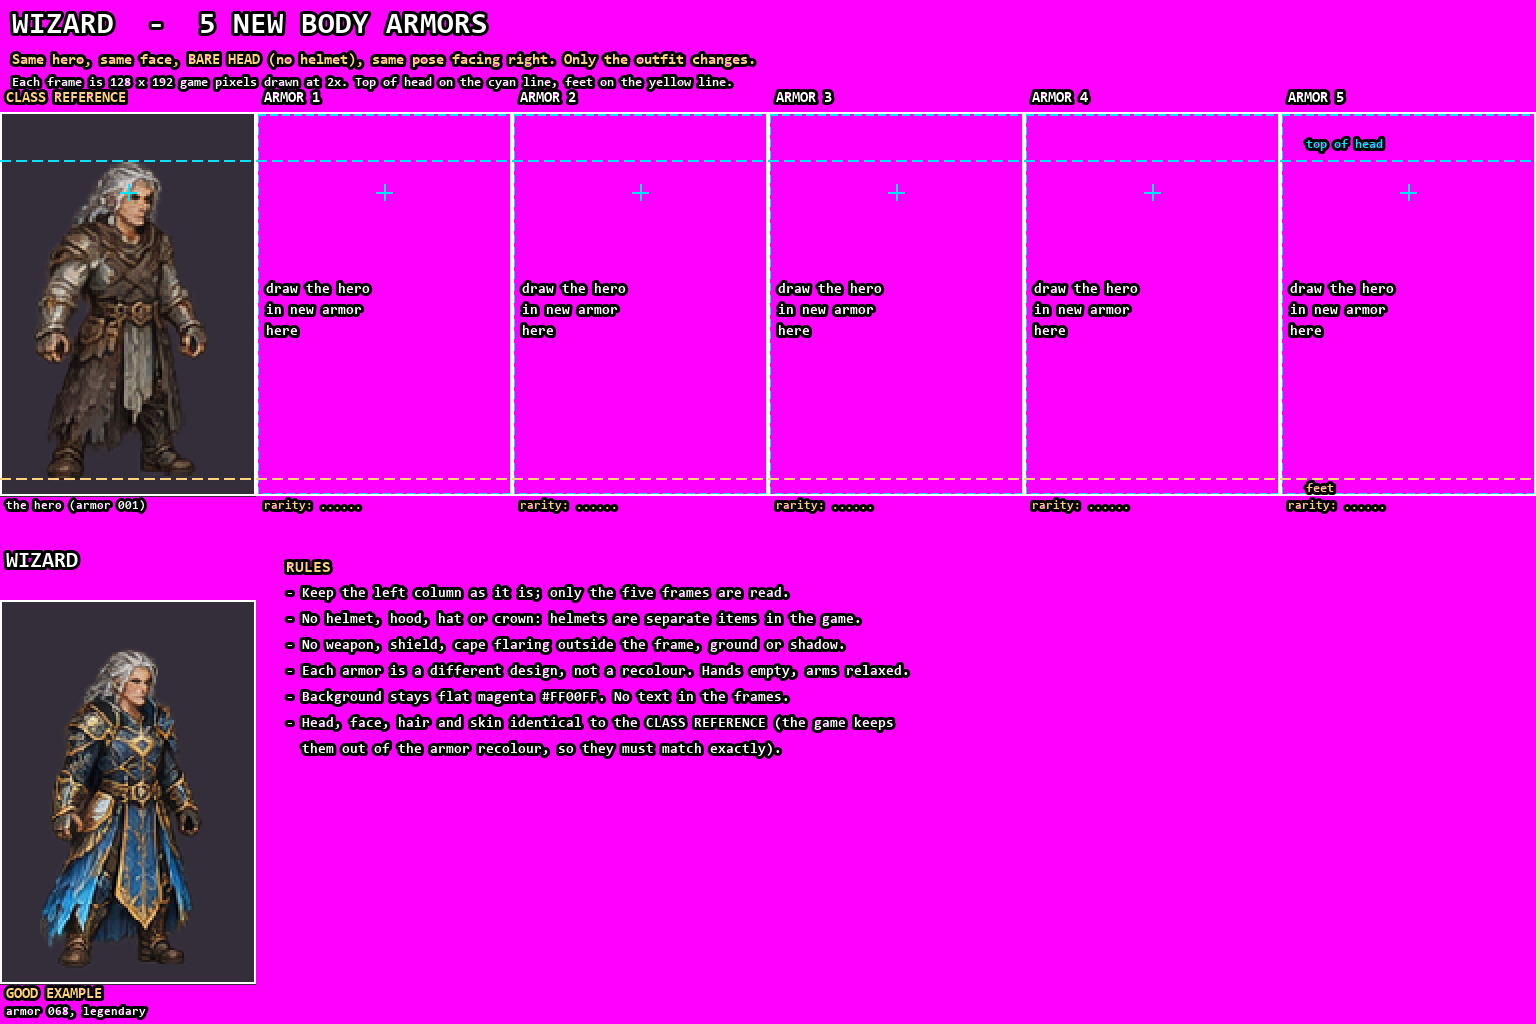 WIZARD - 5 NEW BODY ARMORS
Same hero, same face, BARE HEAD (no helmet), same pose facing right. Only the outfit changes.
Each frame is 128 x 192 game pixels drawn at 2x. Top of head on the cyan line, feet on the yellow line.
CLASS REFERENCE
ARMOR 1
ARMOR 2
ARMOR 3
ARMOR 4
ARMOR 5
top of head
draw the hero
in new armor
here
draw the hero
in new armor
here
draw the hero
in new armor
here
draw the hero
in new armor
here
draw the hero
in new armor
here
feet
the hero (armor 001)
rarity: ......
rarity: ......
rarity: ......
rarity: ......
rarity: ......
WIZARD
RULES
- Keep the left column as it is; only the five frames are read.
- No helmet, hood, hat or crown: helmets are separate items in the game.
- No weapon, shield, cape flaring outside the frame, ground or shadow.
- Each armor is a different design, not a recolour. Hands empty, arms relaxed.
- Background stays flat magenta #FF00FF. No text in the frames.
- Head, face, hair and skin identical to the CLASS REFERENCE (the game keeps
them out of the armor recolour, so they must match exactly).
GOOD EXAMPLE
armor 068, legendary